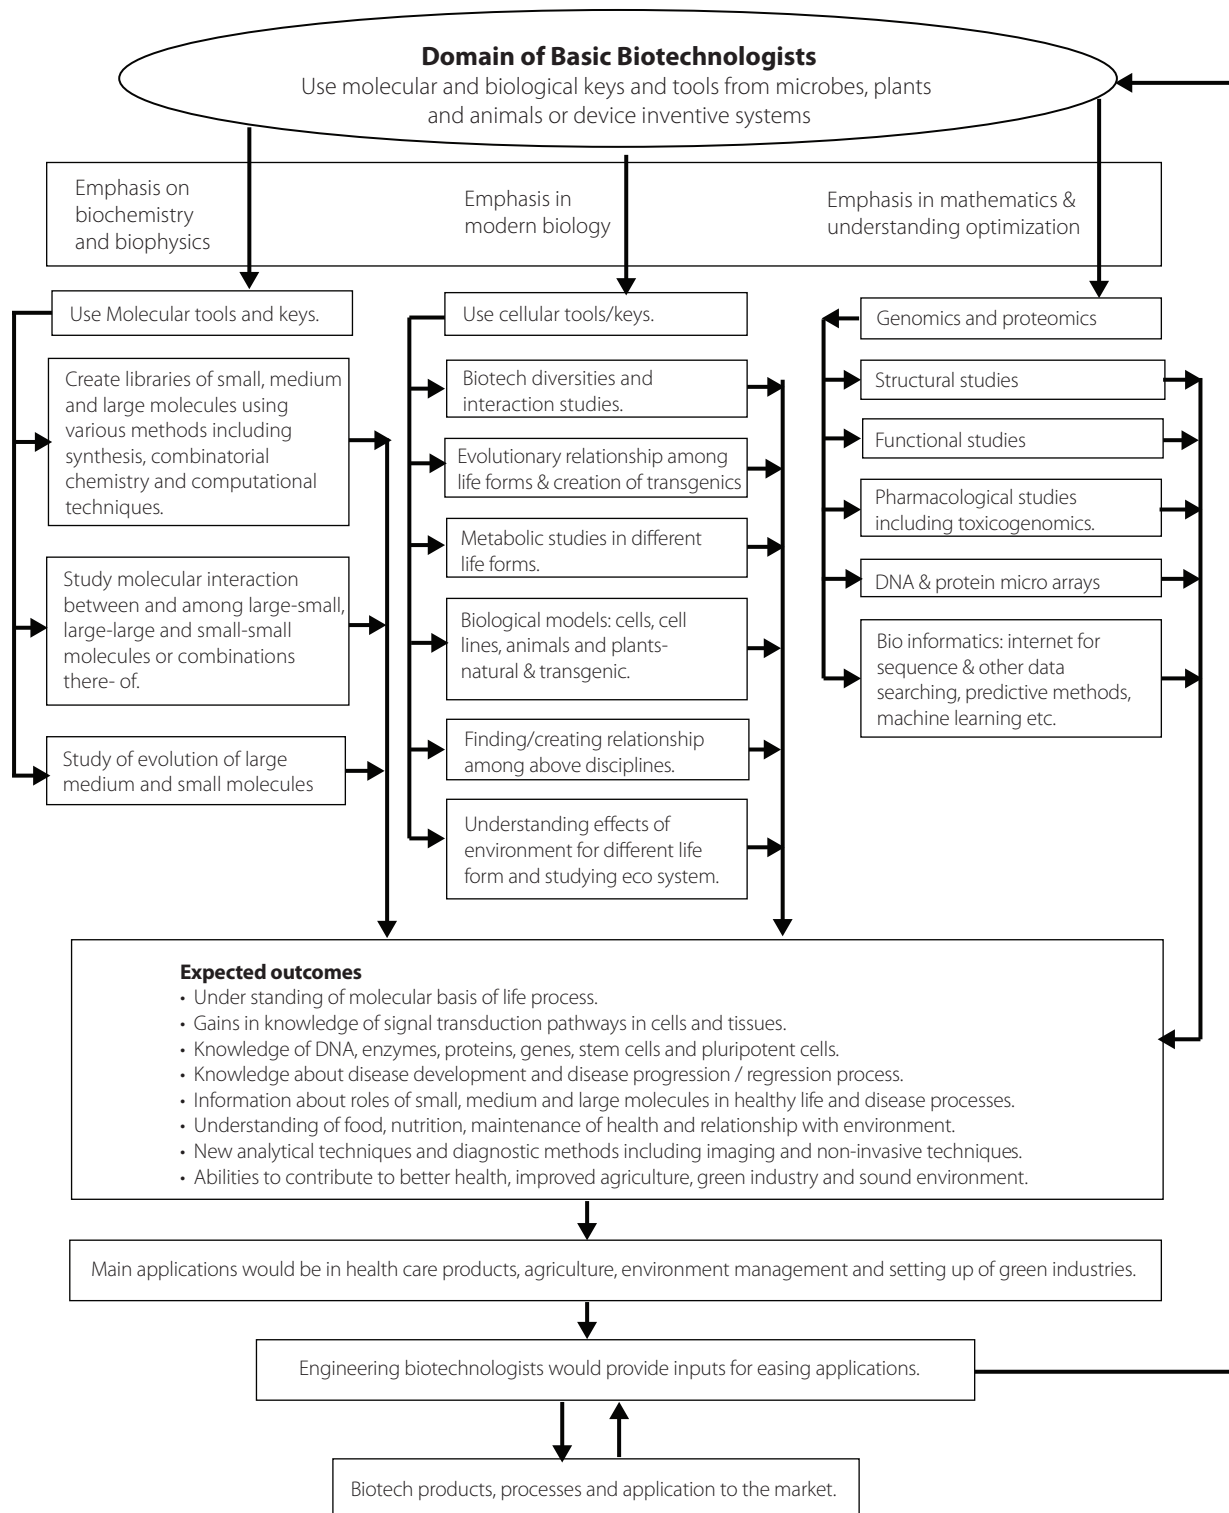 Domain of Basic Biotechnologists
Use molecular and biological keys and tools from microbes, plants
and animals or device inventive systems
Emphasis on
biochemistry
and biophysics
Emphasis in
modern biology
Emphasis in mathematics &
understanding optimization
Use Molecular tools and keys.
Create libraries of small, medium
and large molecules using
various methods including
synthesis, combinatorial
chemistry and computational
techniques.
Study molecular interaction
between and among large-small,
large-large and small-small
molecules or combinations
there- of.
Study of evolution of large
medium and small molecules
Use cellular tools/keys.
Biotech diversities and
interaction studies.
Evolutionary relationship among
life forms & creation of transgenics
Metabolic studies in different
life forms.
Biological models: cells, cell
lines, animals and plants-
natural & transgenic.
Finding/creating relationship
among above disciplines.
Understanding effects of
environment for different life
form and studying eco system.
Genomics and proteomics
Structural studies
Functional studies
Pharmacological studies
including toxicogenomics.
DNA & protein micro arrays
Bio informatics: internet for
sequence & other data
searching, predictive methods,
machine learning etc.
Expected outcomes
• Under standing of molecular basis of life process.
• Gains in knowledge of signal transduction pathways in cells and tissues.
• Knowledge of DNA, enzymes, proteins, genes, stem cells and pluripotent cells.
• Knowledge about disease development and disease progression / regression process.
• Information about roles of small, medium and large molecules in healthy life and disease processes.
• Understanding of food, nutrition, maintenance of health and relationship with environment.
• New analytical techniques and diagnostic methods including imaging and non-invasive techniques.
• Abilities to contribute to better health, improved agriculture, green industry and sound environment.
Main applications would be in health care products, agriculture, environment management and setting up of green industries.
Engineering biotechnologists would provide inputs for easing applications.
Biotech products, processes and application to the market.